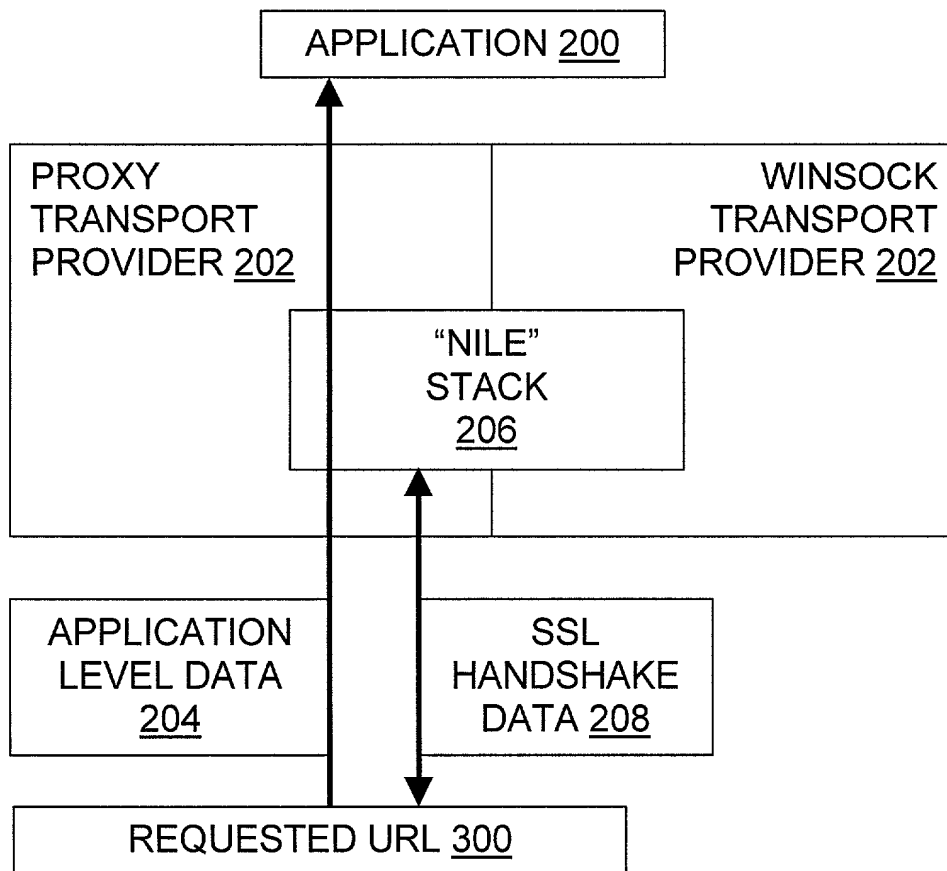 APPLICATION 200
PROXY
TRANSPORT
PROVIDER 202
WINSOCK
TRANSPORT
PROVIDER 202
“NILE”
STACK
206
APPLICATION
LEVEL DATA
204
SSL
HANDSHAKE
DATA 208
REQUESTED URL 300